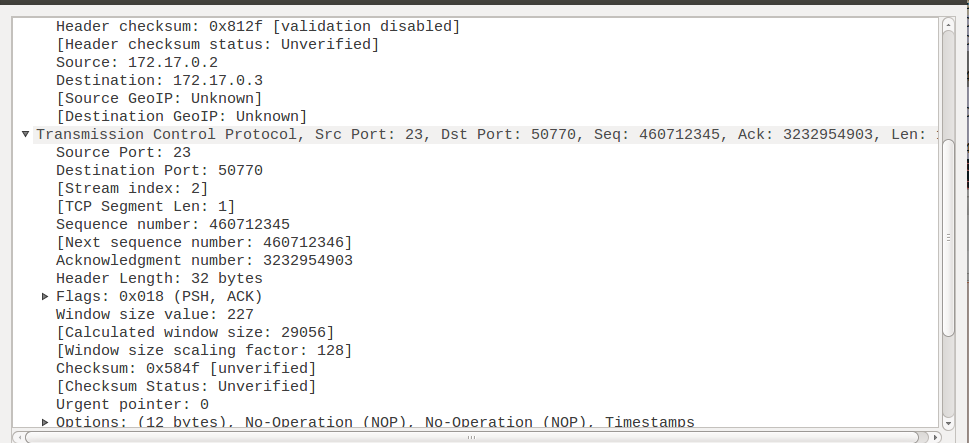 Header checksum: 0x812f [validation disabled]
[Header checksum status: Unverified]
Source: 172.17.0.2
Destination: 172.17.0.3
[Source GeoIP: Unknown]
[Destination GeoIP: Unknown]
Transmission Control Protocol, Src Port: 23, Dst Port: 50770, Seq: 460712345, Ack: 3232954903, Len:
Source Port: 23
Destination Port: 50770
[Stream index: 2]
[TCP Segment Len: 1]
Sequence number: 460712345
[Next sequence number: 460712346]
Acknowledgment number: 3232954903
Header Length: 32 bytes
Flags: 0x018 (PSH, ACK)
Window size value: 227
[Calculated window size: 29056]
[Window size scaling factor: 128]
Checksum: 0x584f [unverified]
[Checksum Status: Unverified]
Urgent pointer: 0
Options: (12 bytes), No-Operation (NOP), No-Operation (NOP), Timestamps